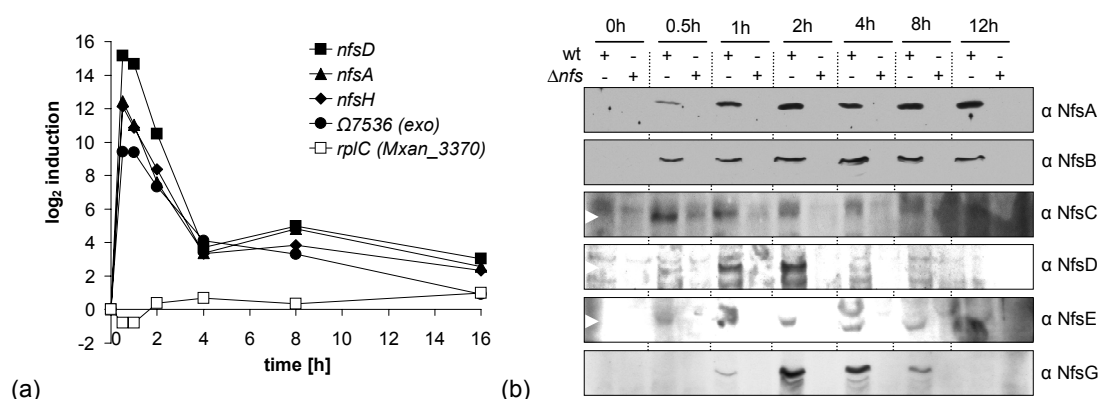 16
14
12
10
8
6
4
2
0
-2
log₂ induction
0 2 4 6 8 10 12 14 16
time [h]
nfsD
nfsA
nfsH
Ω7536 (exo)
rplC (Mxan_3370)
(a)
0h 0.5h 1h 2h 4h 8h 12h
wt + - + - + - + - + - + - + -
Δnfs - + - + - + - + - + - + - +
α NfsA
α NfsB
α NfsC
α NfsD
α NfsE
α NfsG
(b)